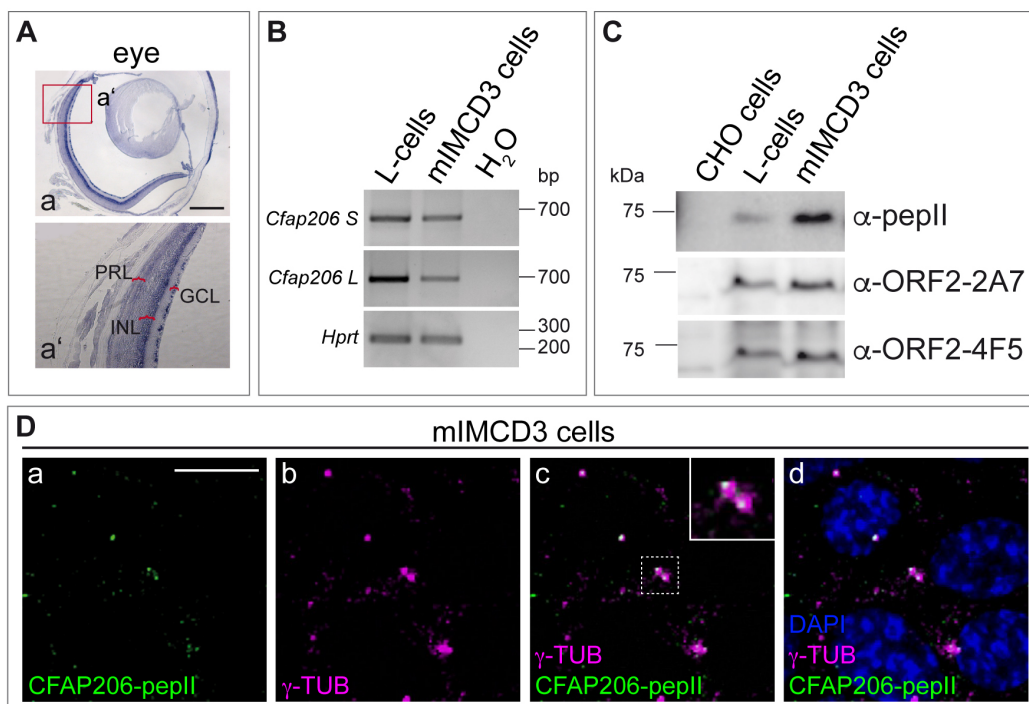 A
eye
a'
a
PRL
GCL
INL
a'
B
L-cells
mIMCD3 cells
H₂O
bp
Cfap206 S
700
Cfap206 L
700
Hprt
300
200
C
CHO cells
L-cells
mIMCD3 cells
kDa
75
α-pepII
75
α-ORF2-2A7
75
α-ORF2-4F5
D
mIMCD3 cells
a
CFAP206-pepII
b
γ-TUB
c
γ-TUB
CFAP206-pepII
d
DAPI
γ-TUB
CFAP206-pepII